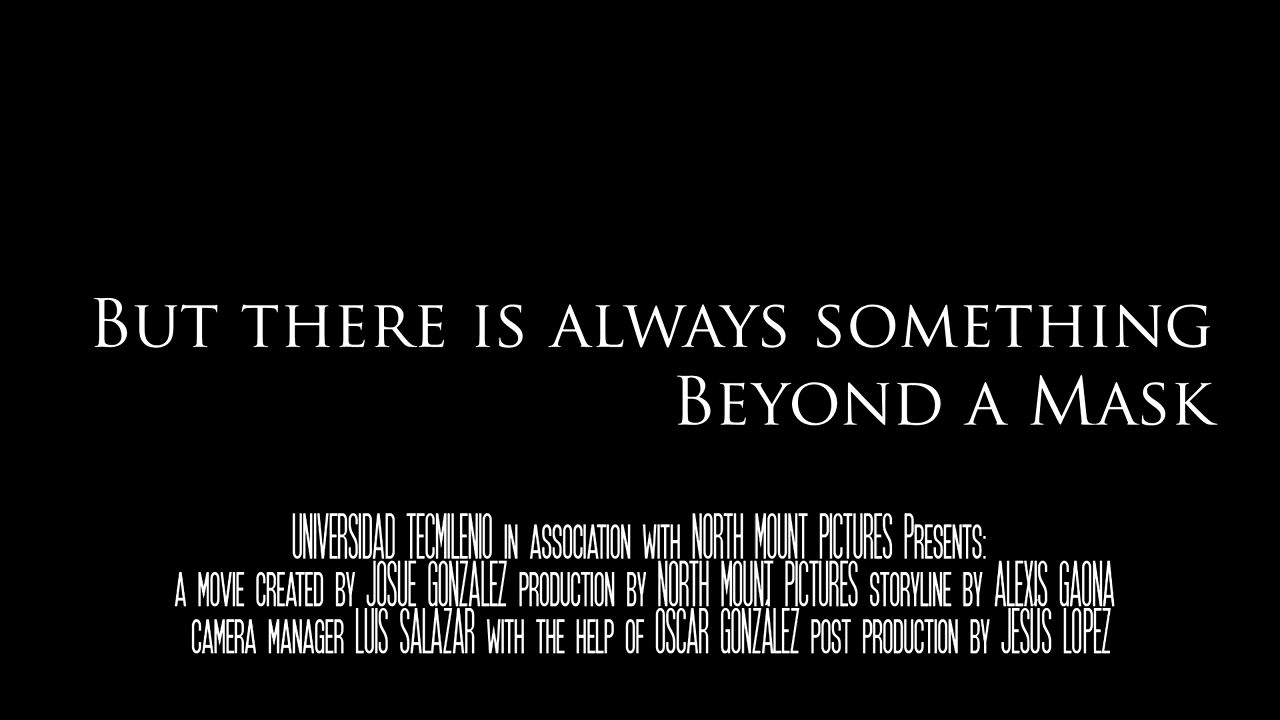 But there is always something
Beyond a Mask
UNIVERSIDAD TECMILENIO in association with NORTH MOUNT PICTURES Presents:
a movie created by JOSUE GONZALEZ production by NORTH MOUNT PICTURES storyline by ALEXIS GAONA
camera manager LUIS SALAZAR with the help of OSCAR GONZÁLEZ post production by JESUS LOPEZ